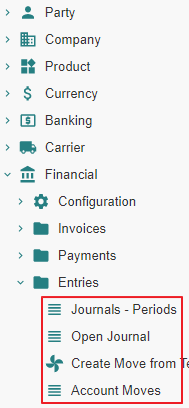 Party
Company
Product
Currency
Banking
Carrier
Financial
Configuration
Invoices
Payments
Entries
Journals - Periods
Open Journal
Create Move from Te
Account Moves